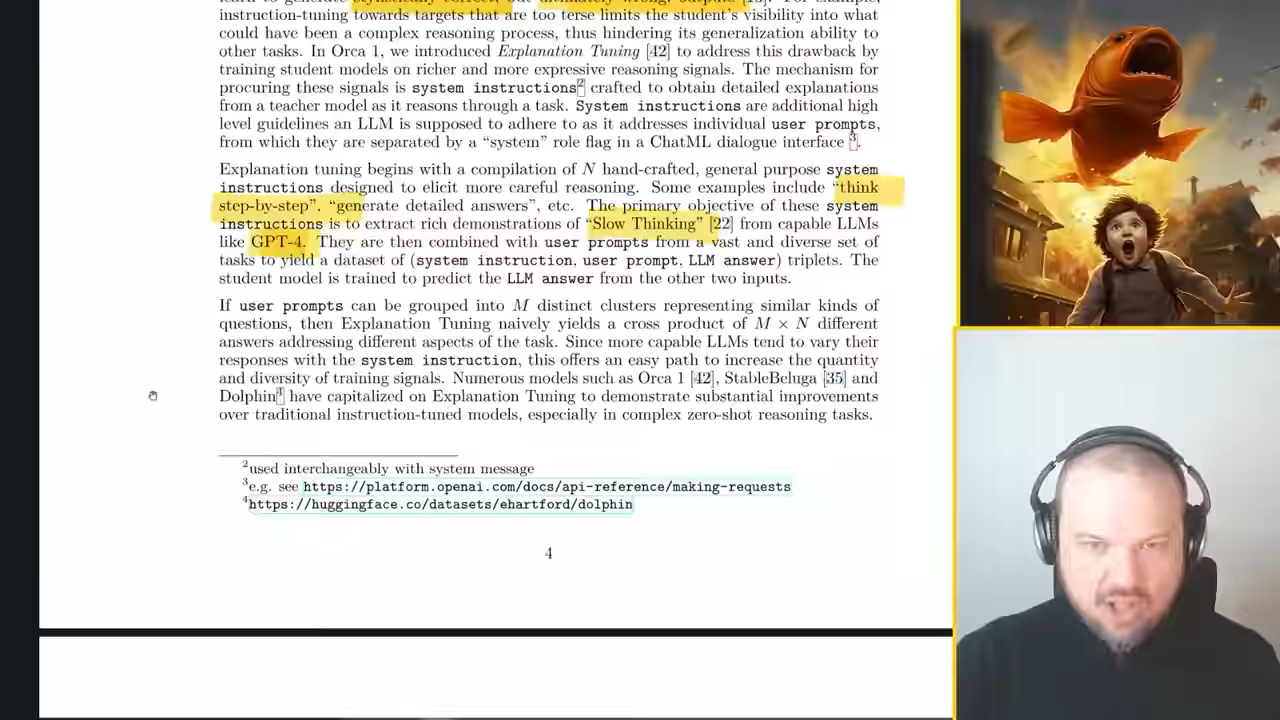 learn to generate stylistically correct, but ultimately wrong, outputs [15]. For example,
instruction-tuning towards targets that are too terse limits the student's visibility into what
could have been a complex reasoning process, thus hindering its generalization ability to
other tasks. In Orca 1, we introduced Explanation Tuning [42] to address this drawback by
training student models on richer and more expressive reasoning signals. The mechanism for
procuring these signals is system instructions2 crafted to obtain detailed explanations
from a teacher model as it reasons through a task. System instructions are additional high
level guidelines an LLM is supposed to adhere to as it addresses individual user prompts,
from which they are separated by a “system” role flag in a ChatML dialogue interface 3.
Explanation tuning begins with a compilation of N hand-crafted, general purpose system
instructions designed to elicit more careful reasoning. Some examples include “think
step-by-step”, “generate detailed answers”, etc. The primary objective of these system
instructions is to extract rich demonstrations of “Slow Thinking” [22] from capable LLMs
like GPT-4. They are then combined with user prompts from a vast and diverse set of
tasks to yield a dataset of (system instruction, user prompt, LLM answer) triplets. The
student model is trained to predict the LLM answer from the other two inputs.
If user prompts can be grouped into M distinct clusters representing similar kinds of
questions, then Explanation Tuning naively yields a cross product of M × N different
answers addressing different aspects of the task. Since more capable LLMs tend to vary their
responses with the system instruction, this offers an easy path to increase the quantity
and diversity of training signals. Numerous models such as Orca 1 [42], StableBeluga [35] and
Dolphin4 have capitalized on Explanation Tuning to demonstrate substantial improvements
over traditional instruction-tuned models, especially in complex zero-shot reasoning tasks.
2used interchangeably with system message
3e.g. see https://platform.openai.com/docs/api-reference/making-requests
4https://huggingface.co/datasets/ehartford/dolphin
4